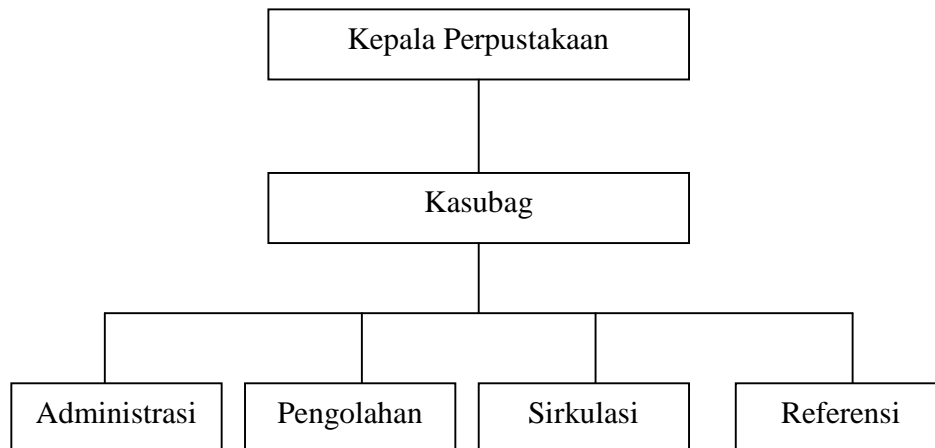 Kepala Perpustakaan
Kasubag
Administrasi
Pengolahan
Sirkulasi
Referensi